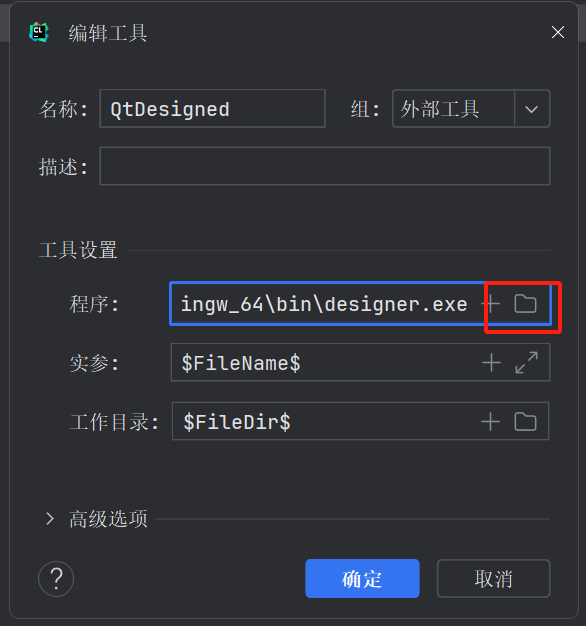 编辑工具
名称: QtDesigned 组: 外部工具
描述:
工具设置
程序: ingw_64\bin\designer.exe
实参: $FileName$
工作目录: $FileDir$
高级选项
? 确定 取消